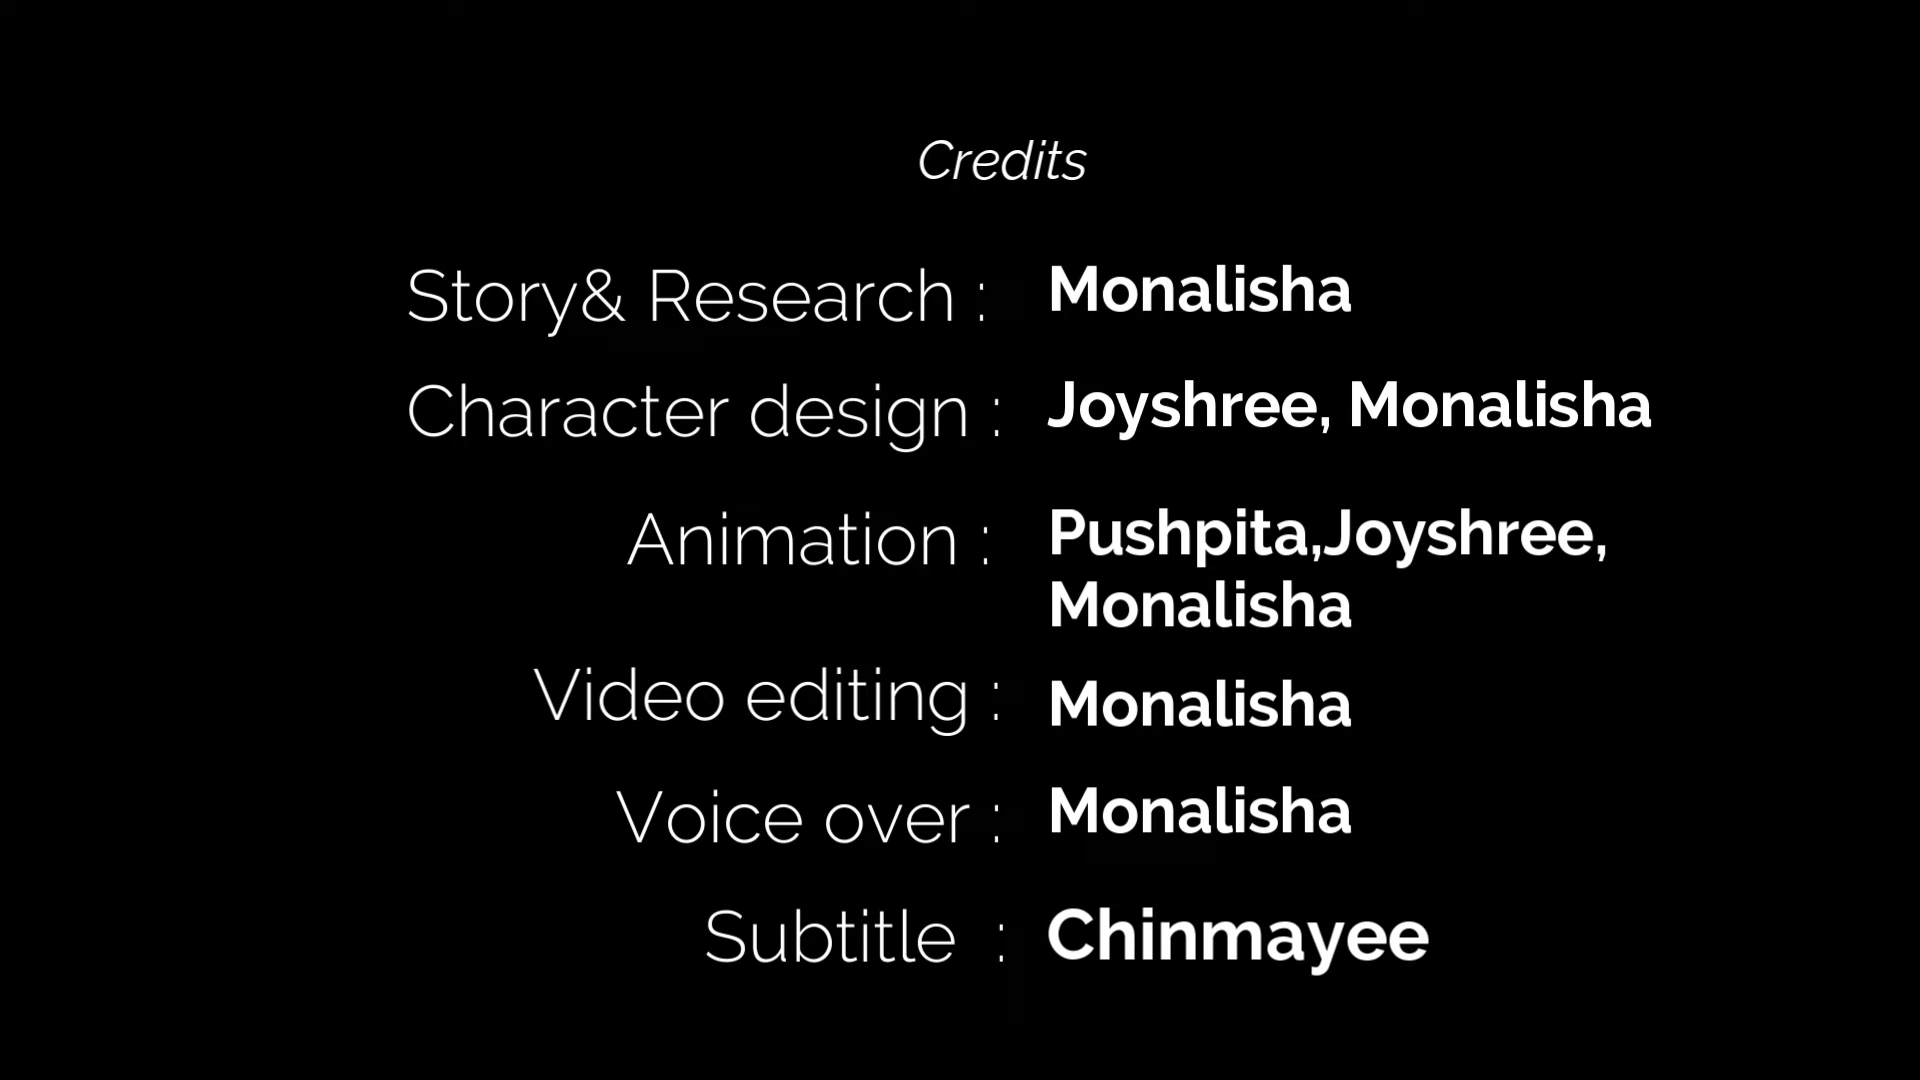 Credits
Story& Research : Monalisha
Character design : Joyshree, Monalisha
Animation : Pushpita,Joyshree,
Monalisha
Video editing : Monalisha
Voice over : Monalisha
Subtitle : Chinmayee